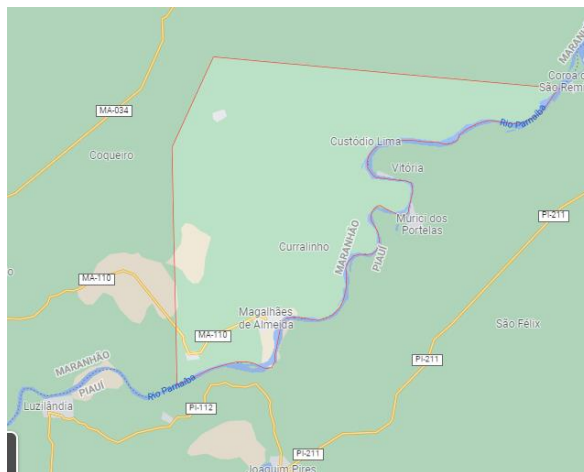 MARANHÃO
Coroa d
São Remi
MA-034
Rio Parnaíba
Coqueiro
Custódio Lima
Vitória
Murici dos
Portelas
PI-211
Curralinho
MARANHÃO
PIAUÍ
MA-110
Magalhães
de Almeida
São Félix
MA-110
PI-211
MARANHÃO
PIAUÍ
Rio Parnaíba
Luzilândia
PI-112
PI-211
Joaquim Pires